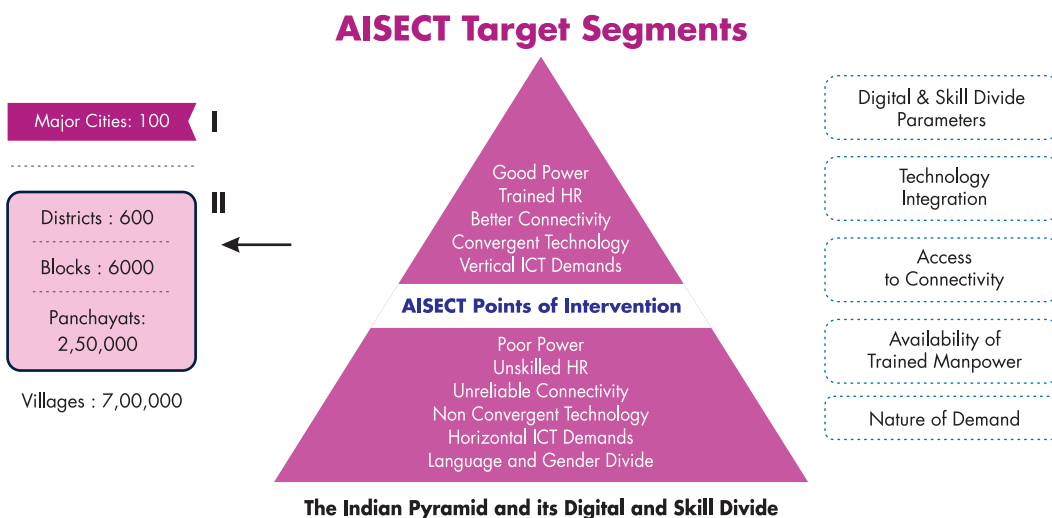 AISECT Target Segments
Major Cities: 100
I
II
Districts : 600
Blocks : 6000
Panchayats:
2,50,000
Villages : 7,00,000
Good Power
Trained HR
Better Connectivity
Convergent Technology
Vertical ICT Demands
AISECT Points of Intervention
Poor Power
Unskilled HR
Unreliable Connectivity
Non Convergent Technology
Horizontal ICT Demands
Language and Gender Divide
Digital & Skill Divide
Parameters
Technology
Integration
Access
to Connectivity
Availability of
Trained Manpower
Nature of Demand
The Indian Pyramid and its Digital and Skill Divide